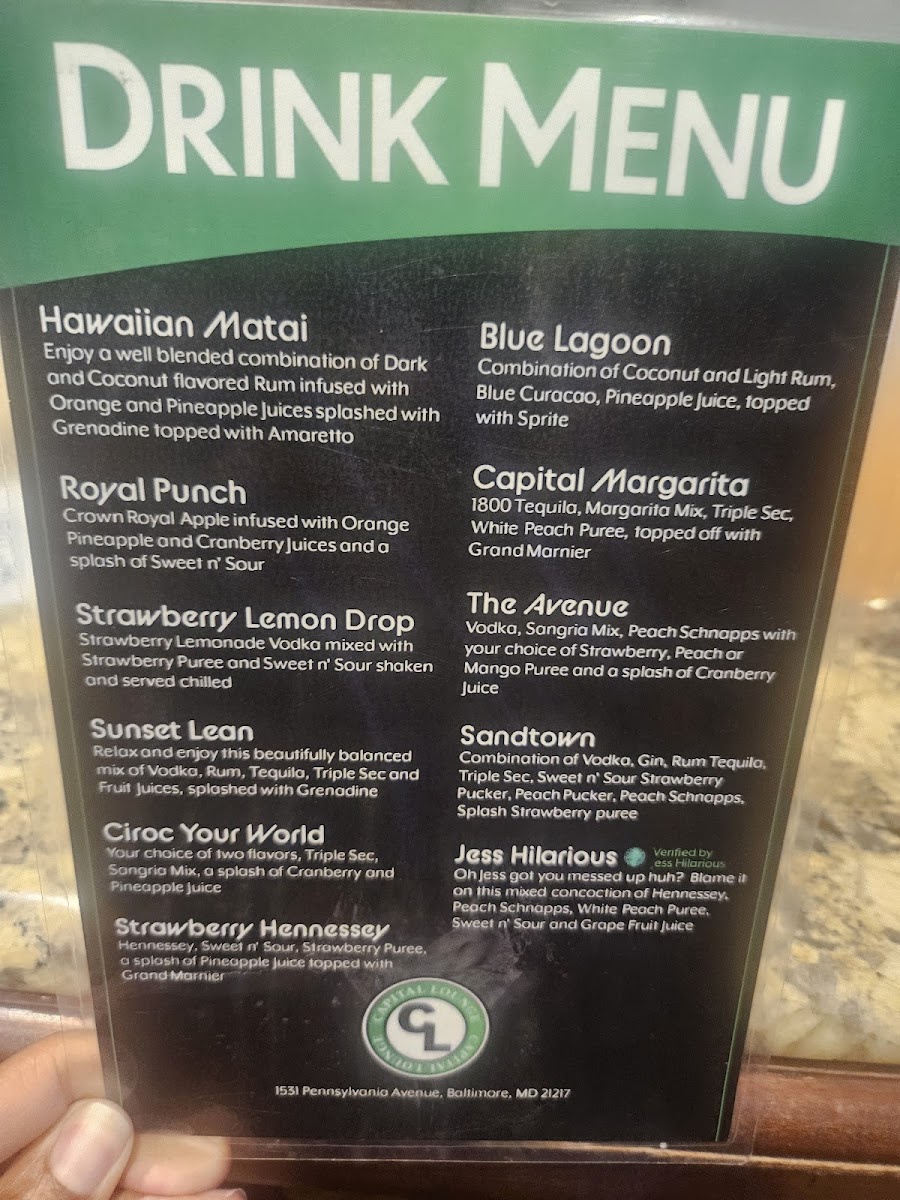 DRINK MENU
Hawaiian Matai
Enjoy a well blended combination of Dark
and Coconut flavored Rum infused with
Orange and Pineapple Juices splashed with
Grenadine topped with Amaretto
Royal Punch
Crown Royal Apple infused with Orange
Pineapple and Cranberry Juices and a
splash of Sweet n' Sour
Strawberry Lemon Drop
Strawberry Lemonade Vodka mixed with
Strawberry Puree and Sweet n' Sour shaken
and served chilled
Sunset Lean
Relax and enjoy this beautifully balanced
mix of Vodka, Rum, Tequila, Triple Sec and
Fruit Juices, splashed with Grenadine
Ciroc Your World
Your choice of two flavors, Triple Sec,
Sangria Mix, a splash of Cranberry and
Pineapple Juice
Strawberry Hennessey
Hennessey, Sweet n' Sour, Strawberry Puree,
a splash of Pineapple Juice topped with
Grand Marnier
Blue Lagoon
Combination of Coconut and Light Rum,
Blue Curacao, Pineapple Juice, topped
with Sprite
Capital Margarita
1800 Tequila, Margarita Mix, Triple Sec,
White Peach Puree, topped off with
Grand Marnier
The Avenue
Vodka, Sangria Mix, Peach Schnapps with
your choice of Strawberry, Peach or
Mango Puree and a splash of Cranberry
Juice
Sandtown
Combination of Vodka, Gin, Rum Tequila,
Triple Sec, Sweet n' Sour Strawberry
Pucker, Peach Pucker, Peach Schnapps,
Splash Strawberry puree
Jess Hilarious
Verified by
ess Hilarious
Oh Jess got you messed up huh? Blame it
on this mixed concoction of Hennessey,
Peach Schnapps, White Peach Puree,
Sweet n' Sour and Grape Fruit Juice
CAPITAL LOUNGE
CL
CAPITAL LOUNGE
1531 Pennsylvania Avenue, Baltimore, MD 21217